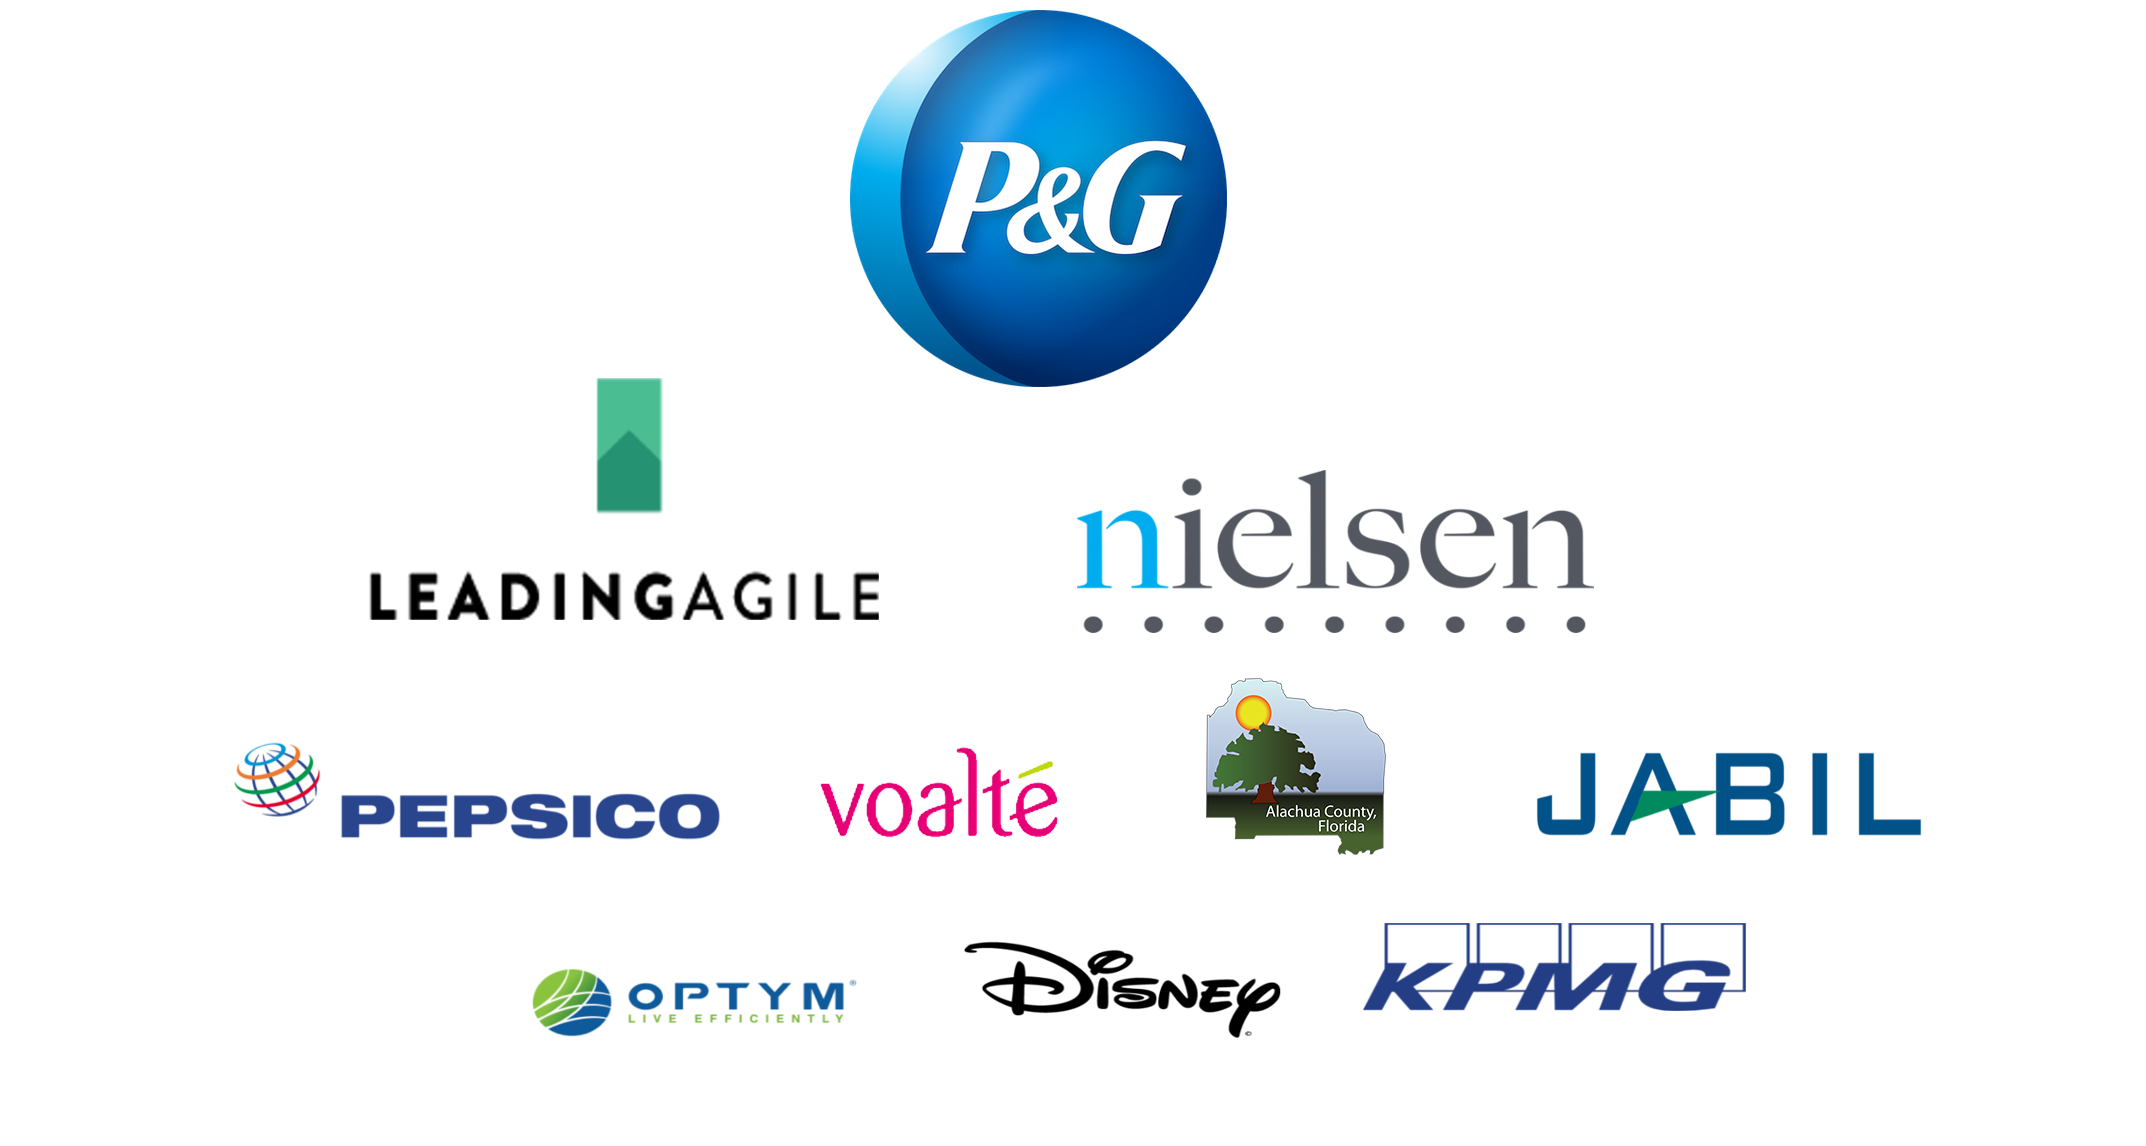 P&G
LEADINGAGILE
nielsen
PEPSICO
voalté
Alachua County,
Florida
JABIL
OPTYM®
LIVE EFFICIENTLY
Disney
©
KPMG